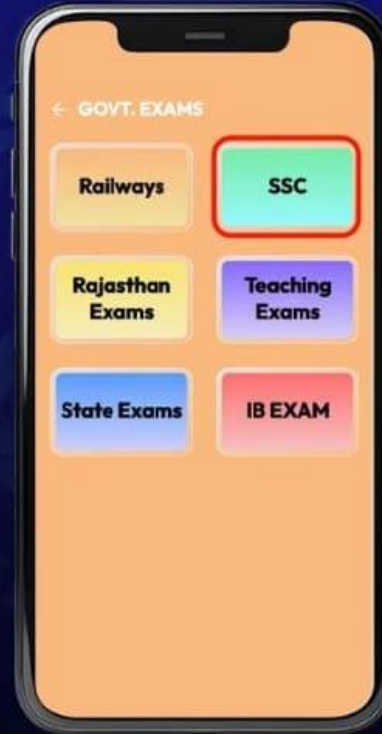 ← GOVT. EXAMS
Railways
SSC
Rajasthan
Exams
Teaching
Exams
State Exams
IB EXAM